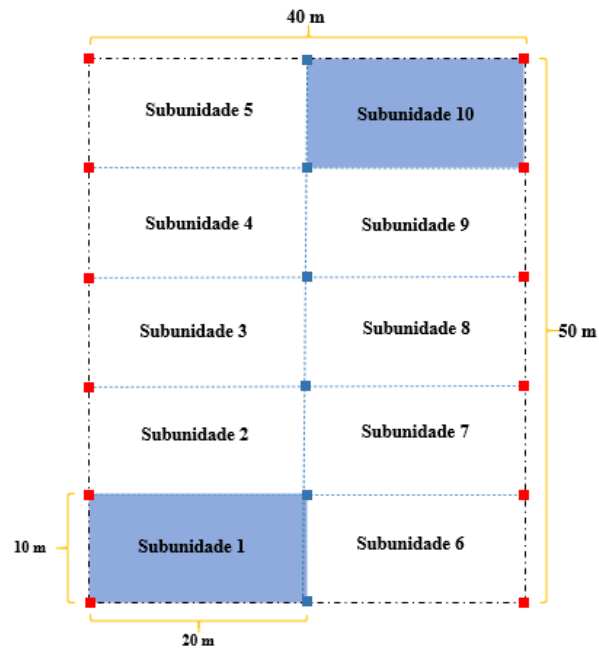 40 m
Subunidade 5
Subunidade 10
Subunidade 4
Subunidade 9
Subunidade 3
Subunidade 8
50 m
Subunidade 2
Subunidade 7
10 m
Subunidade 1
Subunidade 6
20 m